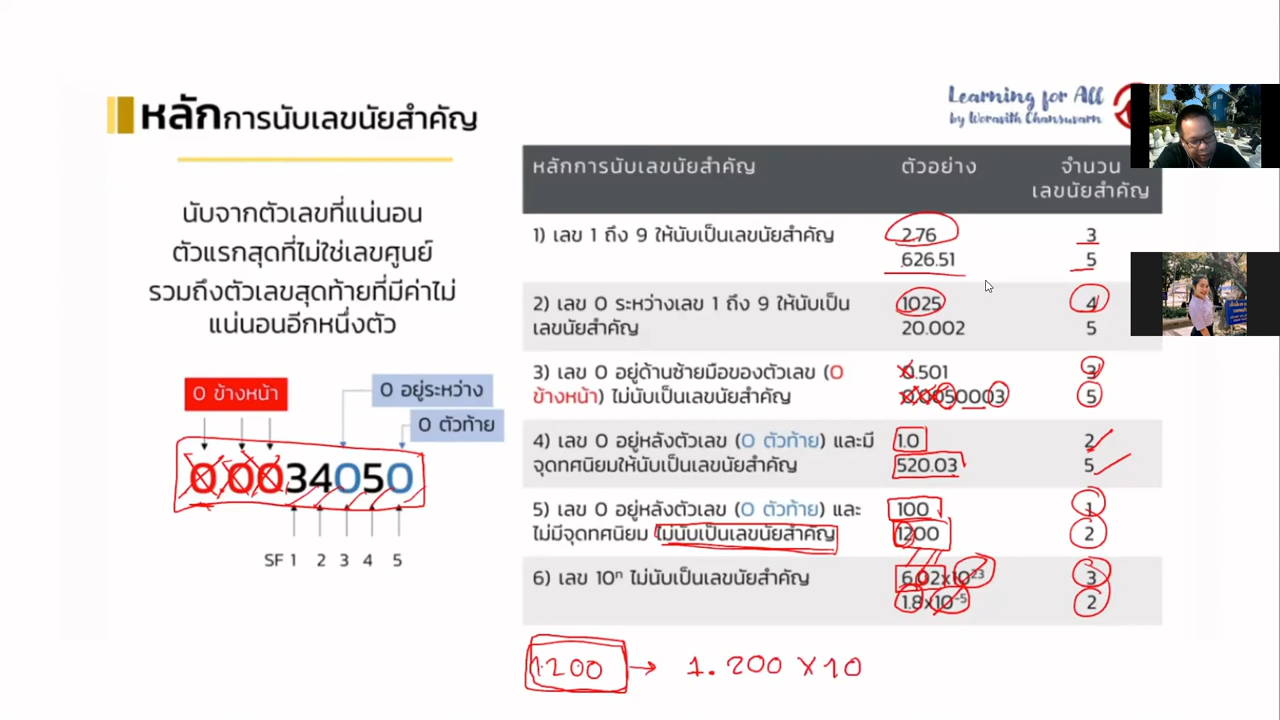 หลักการนับเลขนัยสำคัญ
Learning for All
by Woravith Chansuvarn
นับจากตัวเลขที่แน่นอน
ตัวแรกสุดที่ไม่ใช่เลขศูนย์
รวมถึงตัวเลขสุดท้ายที่มีค่าไม่
แน่นอนอีกหนึ่งตัว
0 ข้างหน้า
0 อยู่ระหว่าง
0 ตัวท้าย
0.0034050
SF 1 2 3 4 5
หลักการนับเลขนัยสำคัญ ตัวอย่าง จำนวน
เลขนัยสำคัญ
1) เลข 1 ถึง 9 ให้นับเป็นเลขนัยสำคัญ 2.76 3
626.51 5
2) เลข 0 ระหว่างเลข 1 ถึง 9 ให้นับเป็น 1025 4
เลขนัยสำคัญ 20.002 5
3) เลข 0 อยู่ด้านซ้ายมือของตัวเลข (0 0.501 3
ข้างหน้า) ไม่นับเป็นเลขนัยสำคัญ 0.0050003 5
4) เลข 0 อยู่หลังตัวเลข (0 ตัวท้าย) และมี 1.0 2
จุดทศนิยมให้นับเป็นเลขนัยสำคัญ 520.03 5
5) เลข 0 อยู่หลังตัวเลข (0 ตัวท้าย) และ 100 1
ไม่มีจุดทศนิยม ไม่นับเป็นเลขนัยสำคัญ 1200 2
6) เลข 10ⁿ ไม่นับเป็นเลขนัยสำคัญ 6.02x10²³ 3
1.8x10⁻⁵ 2
1200 → 1.200 x 10